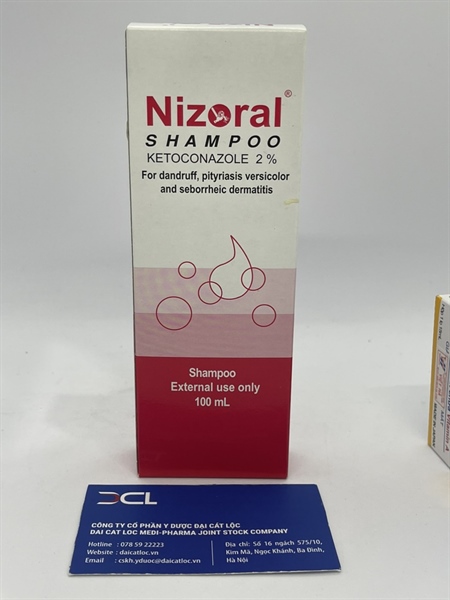 Nizoral®
SHAMPOO
KETOCONAZOLE 2 %
For dandruff, pityriasis versicolor
and seborrheic dermatitis
Shampoo
External use only
100 mL
DCL
CÔNG TY CỔ PHẦN Y DƯỢC ĐẠI CÁT LỘC
DAI CAT LOC MEDI-PHARMA JOINT STOCK COMPANY
Hotline : 078 59 22223
Website : daicatloc.vn
Email : cskh.yduoc@daicatloc.vn
Địa chỉ: Số 16 ngách 575/10,
Kim Mã, Ngọc Khánh, Ba Đình,
Hà Nội